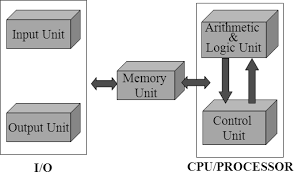 Input Unit
Output Unit
I/O
Memory
Unit
Arithmetic
&
Logic Unit
Control
Unit
CPU/PROCESSOR